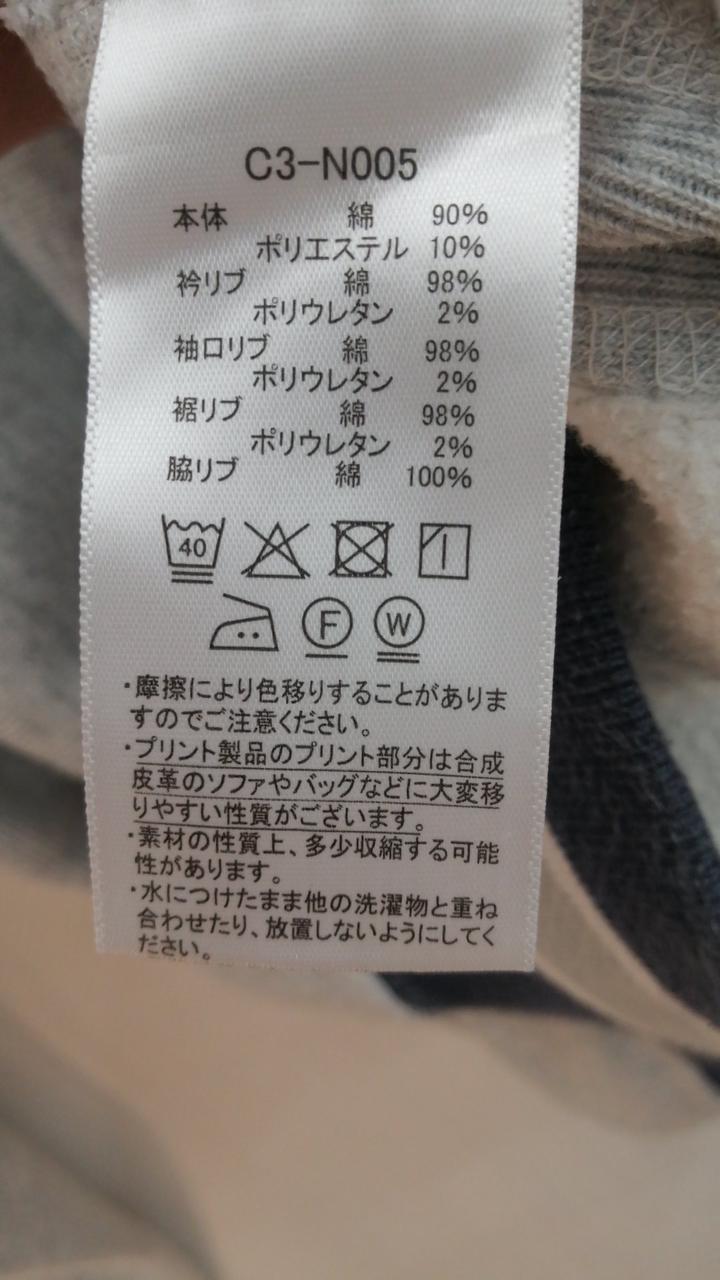 C3-N005
本体 綿 90%
ポリエステル 10%
衿リブ 綿 98%
ポリウレタン 2%
袖口リブ 綿 98%
ポリウレタン 2%
裾リブ 綿 98%
ポリウレタン 2%
脇リブ 綿 100%
40
F W
・摩擦により色移りすることがありま
すのでご注意ください。
・プリント製品のプリント部分は合成
皮革のソファやバッグなどに大変移
りやすい性質がございます。
・素材の性質上、多少収縮する可能
性があります。
・水につけたまま他の洗濯物と重ね
合わせたり、放置しないようにしてく
ださい。